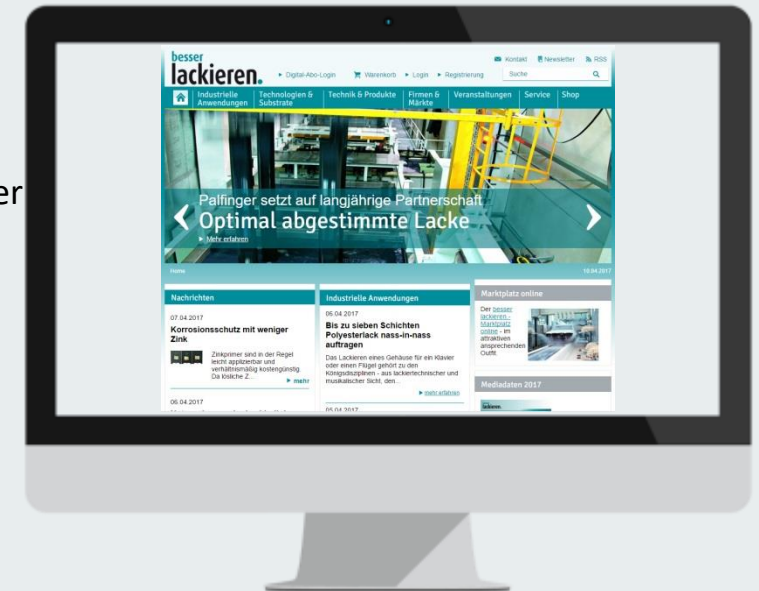 er
besser
lackieren.
Digital-Abo-Login
Warenkorb
Login
Registrierung
Kontakt
Newsletter
RSS
Suche
Industrielle
Anwendungen
Technologien &
Substrate
Technik & Produkte
Firmen &
Märkte
Veranstaltungen
Service
Shop
Palfinger setzt auf langjährige Partnerschaft
Optimal abgestimmte Lacke
Mehr erfahren
Home
10.04.2017
Nachrichten
07.04.2017
Korrosionsschutz mit weniger
Zink
Zinkprimer sind in der Regel
leicht applizierbar und
verhältnismäßig kostengünstig.
Da lösliche Z...
mehr
06.04.2017
Industrielle Anwendungen
06.04.2017
Bis zu sieben Schichten
Polyesterlack nass-in-nass
auftragen
Das Lackieren eines Gehäuse für ein Klavier
oder einen Flügel gehört zu den
Königsdisziplinen - aus lackiertechnischer und
musikalischer Sicht, den...
mehr erfahren
05.04.2017
Marktplatz online
Der besser
lackieren -
Marktplatz
online - im
attraktiven
ansprechenden
Outfit.
Mediadaten 2017
lackieren